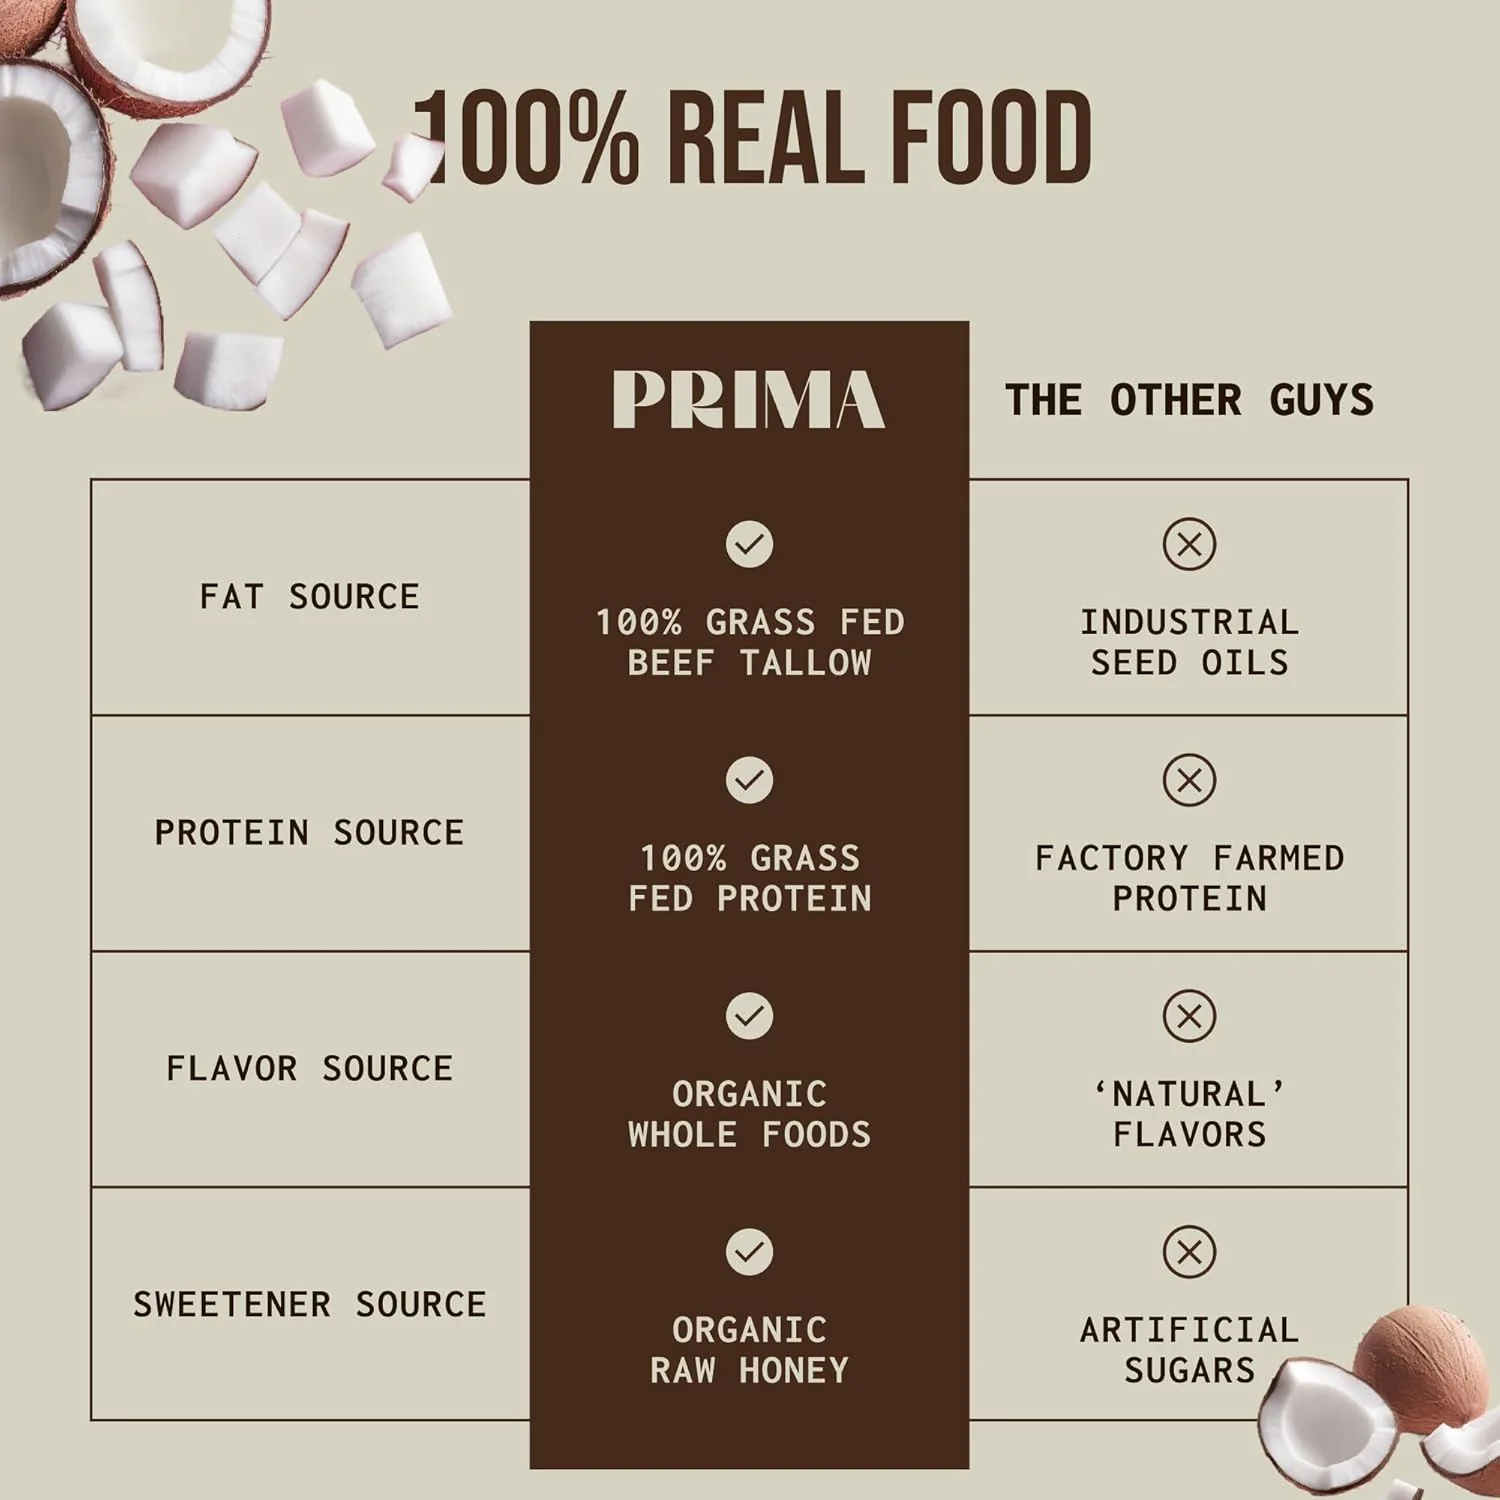 100% REAL FOOD
PRIMA
THE OTHER GUYS
FAT SOURCE
100% GRASS FED
BEEF TALLOW
INDUSTRIAL
SEED OILS
PROTEIN SOURCE
100% GRASS
FED PROTEIN
FACTORY FARMED
PROTEIN
FLAVOR SOURCE
ORGANIC
WHOLE FOODS
‘NATURAL’
FLAVORS
SWEETENER SOURCE
ORGANIC
RAW HONEY
ARTIFICIAL
SUGARS